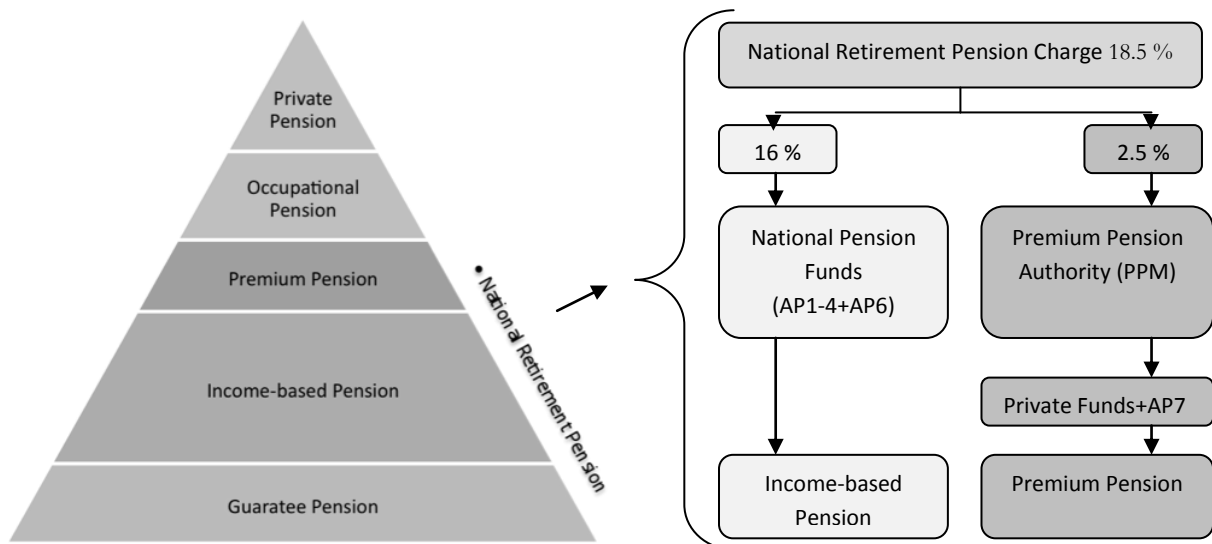 Private
Pension
Occupational
Pension
Premium Pension
Income-based Pension
Guaratee Pension
• National Retirement Pension
National Retirement Pension Charge 18.5 %
16 %
2.5 %
National Pension
Funds
(AP1-4+AP6)
Premium Pension
Authority (PPM)
Private Funds+AP7
Income-based
Pension
Premium Pension